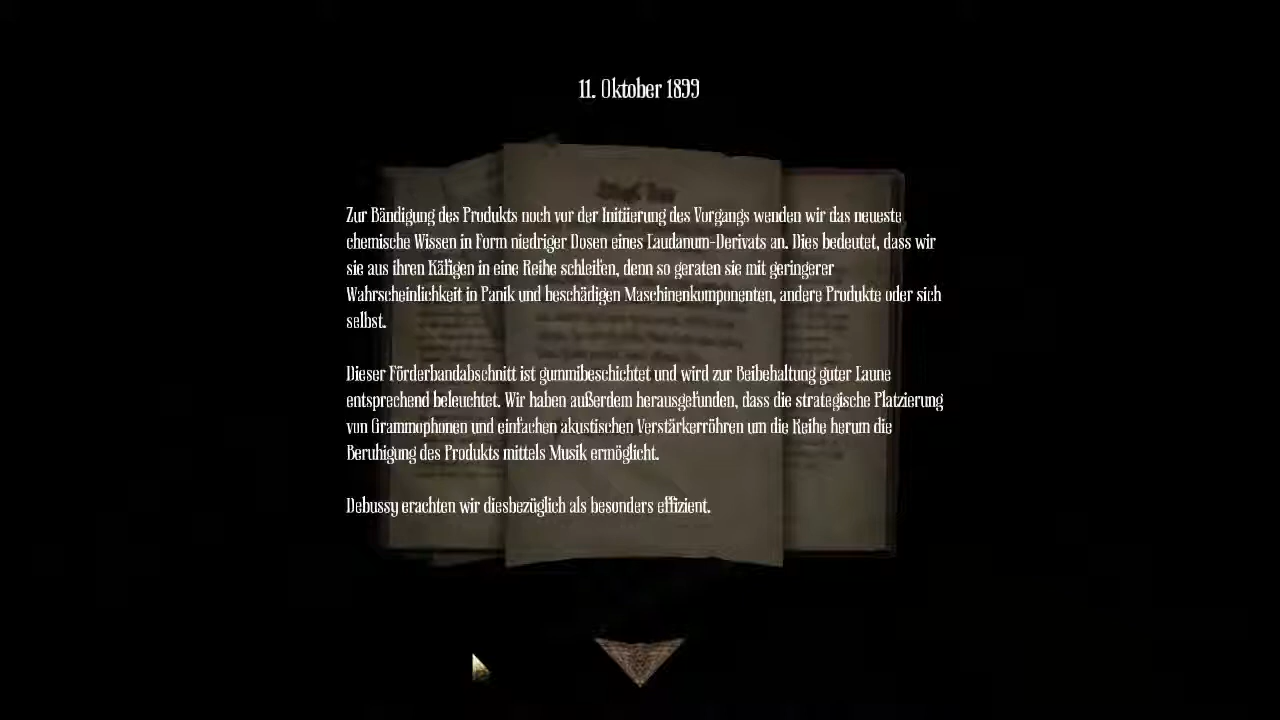 11. Oktober 1899
Zur Bändigung des Produkts noch vor der Initiierung des Vorgangs wenden wir das neueste
chemische Wissen in Form niedriger Dosen eines Laudanum-Derivats an. Dies bedeutet, dass wir
sie aus ihren Käfigen in eine Reihe schleifen, denn so geraten sie mit geringerer
Wahrscheinlichkeit in Panik und beschädigen Maschinenkomponenten, andere Produkte oder sich
selbst.
Dieser Förderbandabschnitt ist gummibeschichtet und wird zur Beibehaltung guter Laune
entsprechend beleuchtet. Wir haben außerdem herausgefunden, dass die strategische Platzierung
von Grammophonen und einfachen akustischen Verstärkerröhren um die Reihe herum die
Beruhigung des Produkts mittels Musik ermöglicht.
Debussy erachten wir diesbezüglich als besonders effizient.